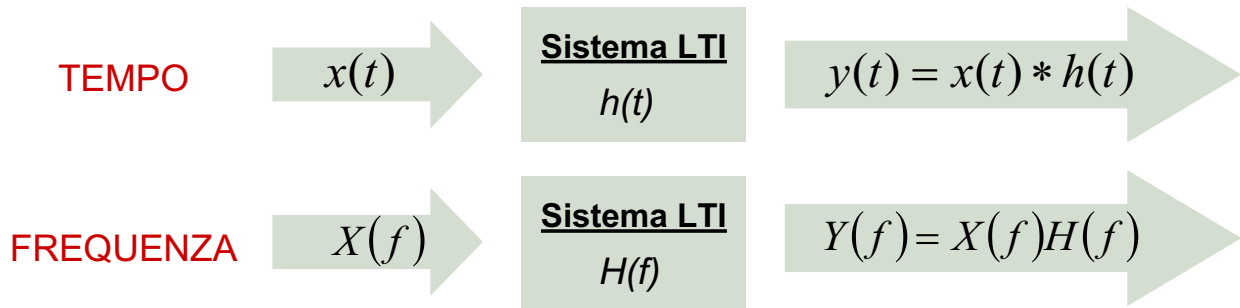 TEMPO x(t) Sistema LTI h(t) y(t) = x(t) * h(t)
FREQUENZA X(f) Sistema LTI H(f) Y(f) = X(f)H(f)